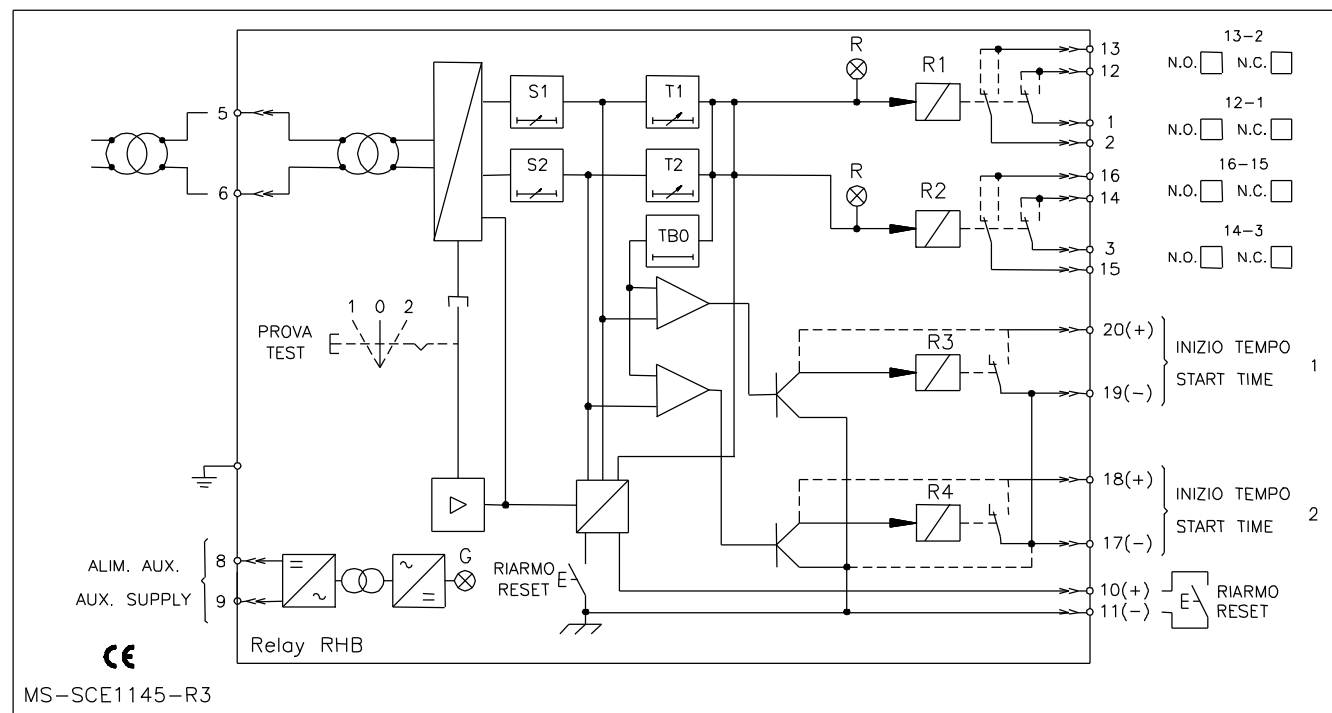 13-2
N.O. N.C.
12-1
N.O. N.C.
16-15
N.O. N.C.
14-3
N.O. N.C.
R
R1
13
12
1
2
S1
T1
5
6
S2
T2
R
R2
16
14
3
15
TB0
1 0 2
PROVA
TEST
20(+)
R3
INIZIO TEMPO
START TIME
1
19(-)
18(+)
R4
INIZIO TEMPO
START TIME
2
17(-)
ALIM. AUX.
AUX. SUPPLY
8
9
G
RIARMO
RESET
10(+)
11(-)
RIARMO
RESET
Relay RHB
CE
MS-SCE1145-R3